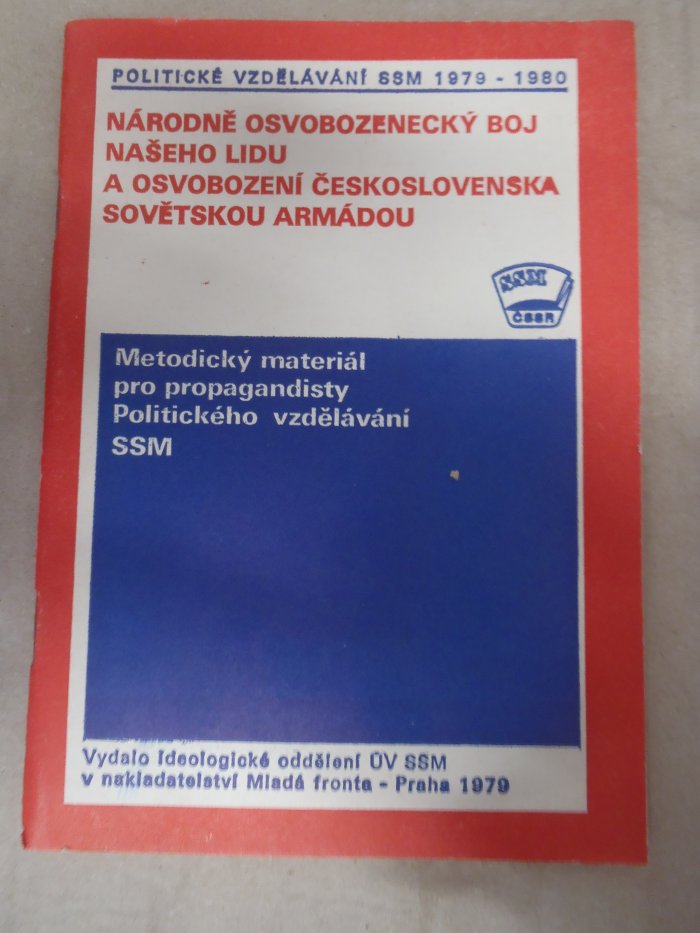 POLITICKÉ VZDĚLÁVÁNÍ SSM 1979 - 1980
NÁRODNĚ OSVOBOZENECKÝ BOJ
NAŠEHO LIDU
A OSVOBOZENÍ ČESKOSLOVENSKA
SOVĚTSKOU ARMÁDOU
SSM
ČSSR
Metodický materiál
pro propagandisty
Politického vzdělávání
SSM
Vydalo ideologické oddělení ÚV SSM
v nakladatelství Mladá fronta - Praha 1979